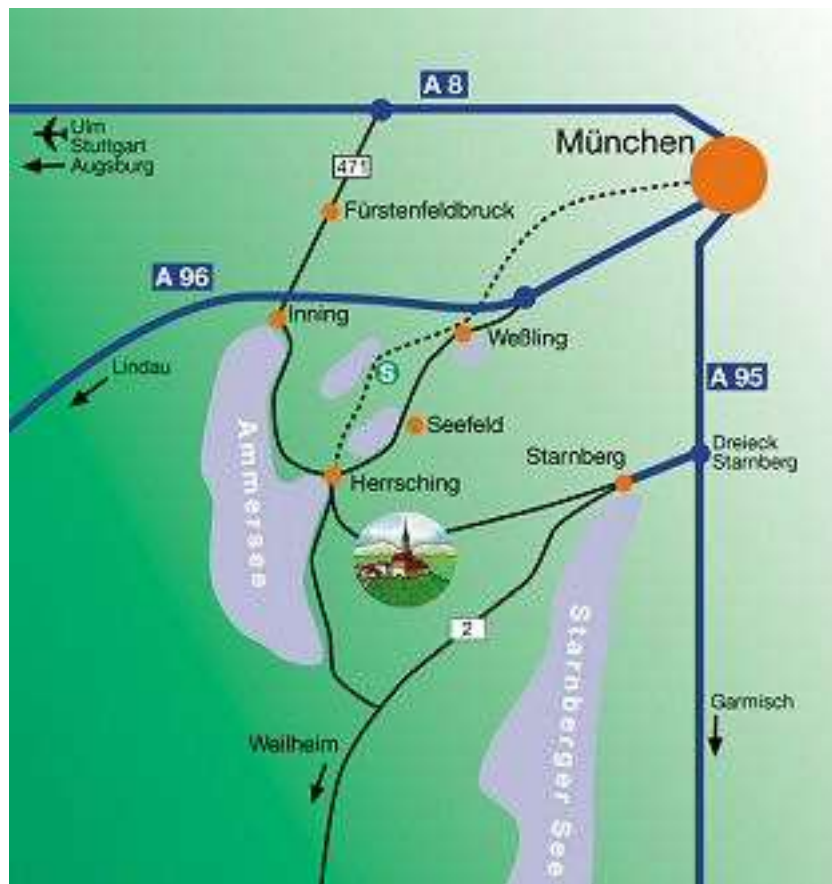 A 8
Ulm
Stuttgart
Augsburg
München
471
Fürstenfeldbruck
A 96
Inning
Weßling
Lindau
S
A 95
Ammersee
Seefeld
Starnberg
Dreieck
Starnberg
Herrsching
2
Starnberger See
Garmisch
Weilheim